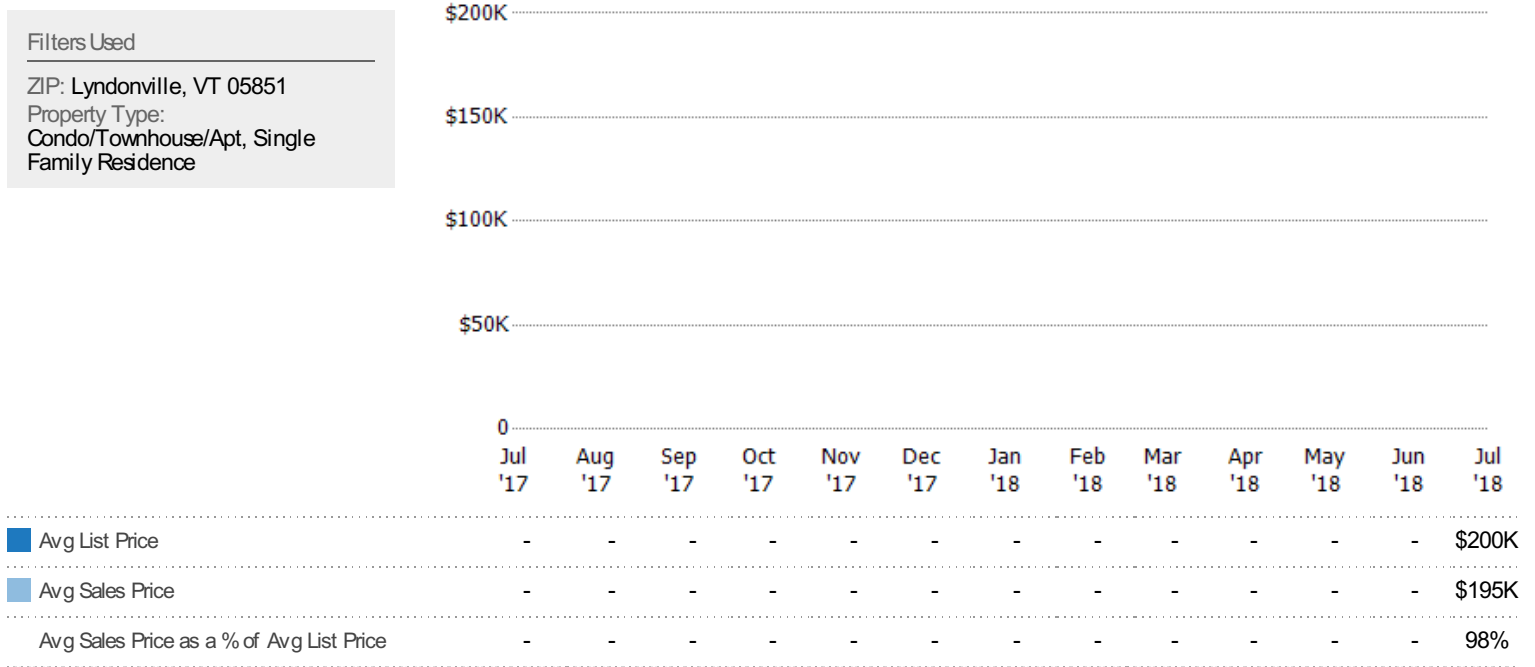 Filters Used
ZIP: Lyndonville, VT 05851
Property Type:
Condo/Townhouse/Apt, Single
Family Residence
$200K
$150K
$100K
$50K
0
Jul Aug Sep Oct Nov Dec Jan Feb Mar Apr May Jun Jul
'17 '17 '17 '17 '17 '17 '18 '18 '18 '18 '18 '18 '18
Avg List Price - - - - - - - - - - - - $200K
Avg Sales Price - - - - - - - - - - - - $195K
Avg Sales Price as a % of Avg List Price - - - - - - - - - - - - 98%